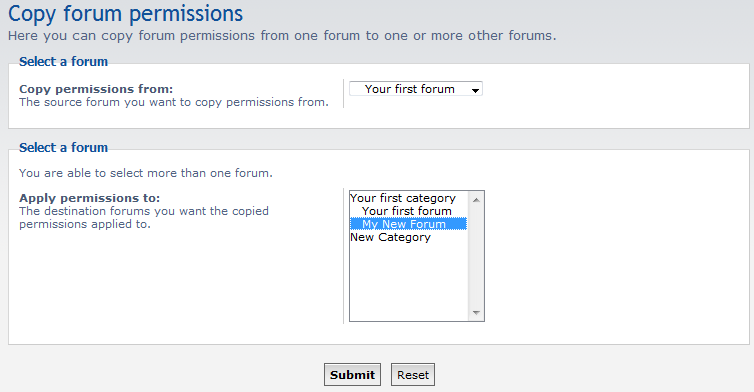 Copy forum permissions
Here you can copy forum permissions from one forum to one or more other forums.
Select a forum
Copy permissions from:
The source forum you want to copy permissions from.
Your first forum
Select a forum
You are able to select more than one forum.
Apply permissions to:
The destination forums you want the copied
permissions applied to.
Your first category
Your first forum
My New Forum
New Category
Submit
Reset